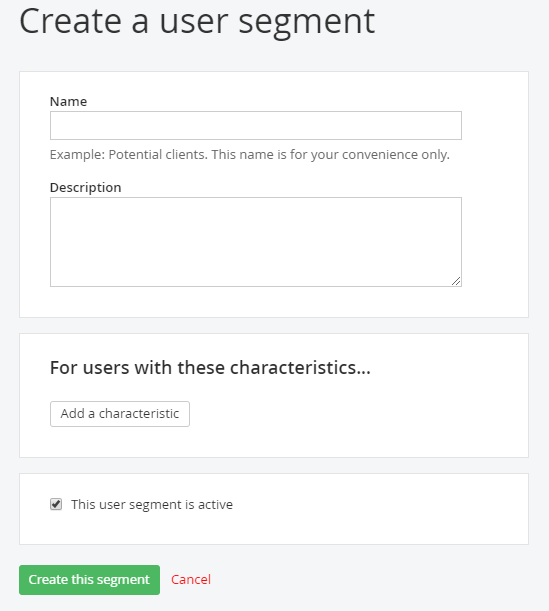 Create a user segment
Name
Example: Potential clients. This name is for your convenience only.
Description
For users with these characteristics...
Add a characteristic
This user segment is active
Create this segment Cancel